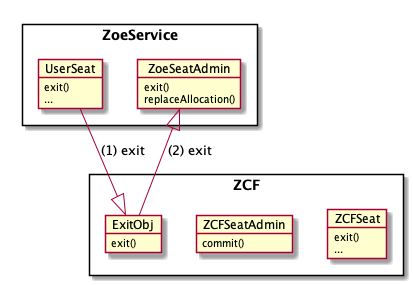 ZoeService
UserSeat
exit()
...
ZoeSeatAdmin
exit()
replaceAllocation()
(1) exit
(2) exit
ZCF
ExitObj
exit()
ZCFSeatAdmin
commit()
ZCFSeat
exit()
...